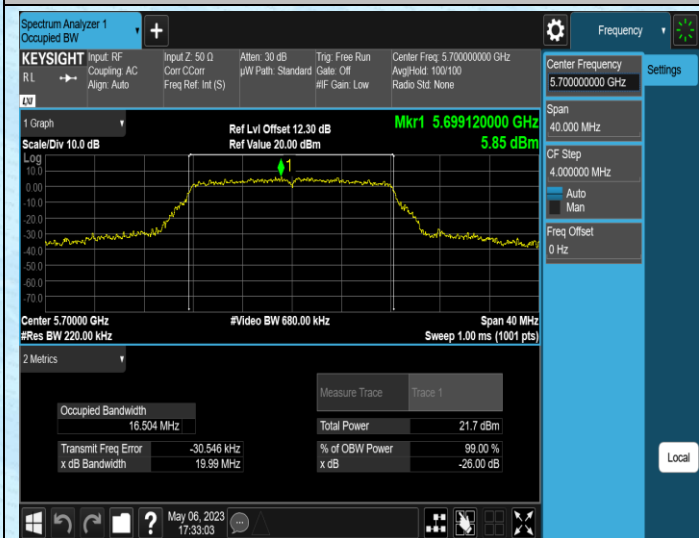 Spectrum Analyzer 1
Occupied BW
+
Frequency
KEYSIGHT
RL
LXI
Input: RF
Coupling: AC
Align: Auto
Input Z: 50 Ω
Corr CCorr
Freq Ref: Int (S)
Atten: 30 dB
µW Path: Standard
Trig: Free Run
Gate: Off
#IF Gain: Low
Center Freq: 5.700000000 GHz
Avg|Hold: 100/100
Radio Std: None
Center Frequency
5.700000000 GHz
Settings
Span
40.000 MHz
CF Step
4.000000 MHz
Auto
Man
Freq Offset
0 Hz
Local
1 Graph
Scale/Div 10.0 dB
Ref Lvl Offset 12.30 dB
Ref Value 20.00 dBm
Mkr1 5.699120000 GHz
5.85 dBm
Log
10.0
0.00
-10.0
-20.0
-30.0
-40.0
-50.0
-60.0
-70.0
1
Center 5.70000 GHz
#Res BW 220.00 kHz
#Video BW 680.00 kHz
Span 40 MHz
Sweep 1.00 ms (1001 pts)
2 Metrics
Measure Trace
Trace 1
Occupied Bandwidth
16.504 MHz
Total Power
21.7 dBm
Transmit Freq Error
-30.546 kHz
% of OBW Power
99.00 %
x dB Bandwidth
19.99 MHz
x dB
-26.00 dB
?
May 06, 2023
17:33:03